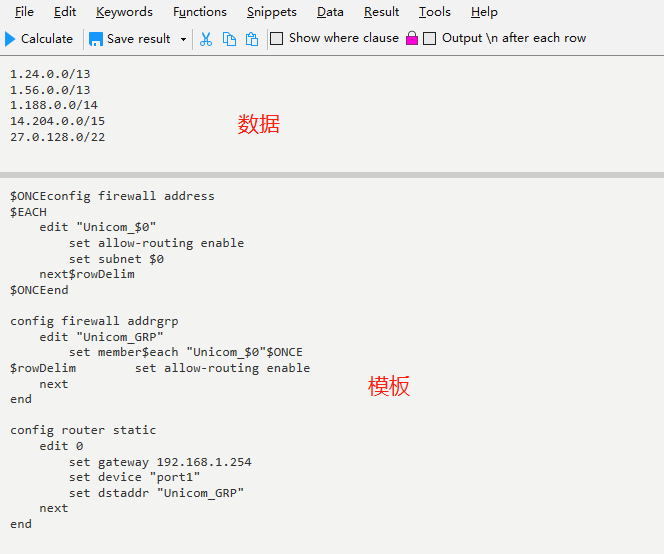 File Edit Keywords Functions Snippets Data Result Tools Help
Calculate Save result Show where clause Output \n after each row
1.24.0.0/13
1.56.0.0/13
1.188.0.0/14
14.204.0.0/15
27.0.128.0/22
数据
$ONCEconfig firewall address
$EACH
    edit "Unicom_$0"
        set allow-routing enable
        set subnet $0
    next$rowDelim
$ONCEend

config firewall addrgrp
    edit "Unicom_GRP"
        set member$each "Unicom_$0"$ONCE
$rowDelim        set allow-routing enable
    next
模板
end

config router static
    edit 0
        set gateway 192.168.1.254
        set device "port1"
        set dstaddr "Unicom_GRP"
    next
end